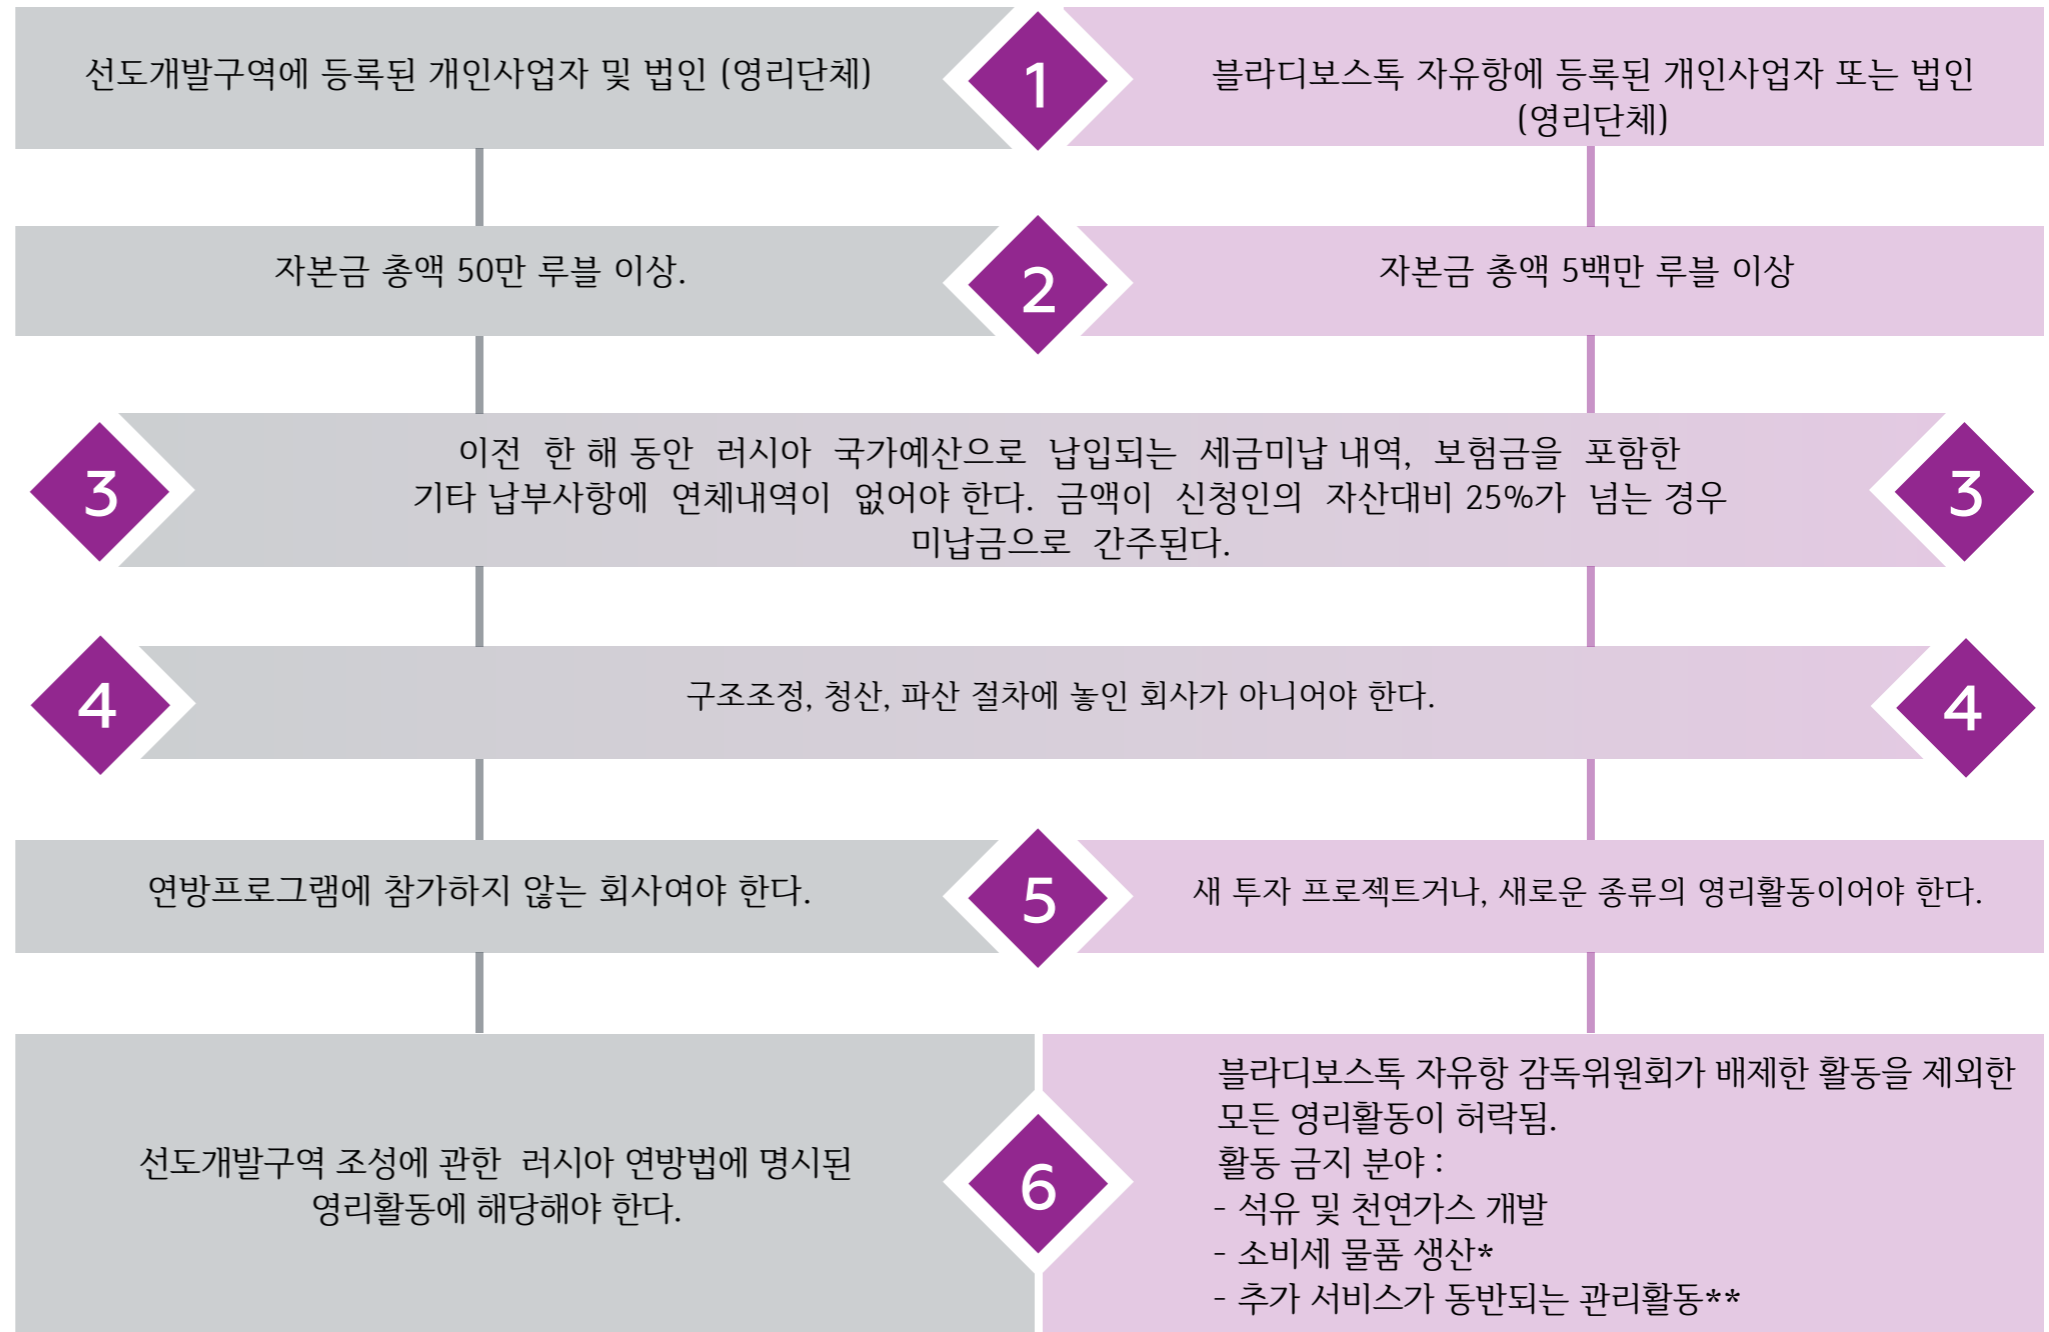 선도개발구역에 등록된 개인사업자 및 법인 (영리단체)
1
블라디보스톡 자유항에 등록된 개인사업자 또는 법인
(영리단체)
자본금 총액 50만 루블 이상.
2
자본금 총액 5백만 루블 이상
3
이전 한 해 동안 러시아 국가예산으로 납입되는 세금미납 내역, 보험금을 포함한
기타 납부사항에 연체내역이 없어야 한다. 금액이 신청인의 자산대비 25%가 넘는 경우
미납금으로 간주된다.
3
4
구조조정, 청산, 파산 절차에 놓인 회사가 아니어야 한다.
4
연방프로그램에 참가하지 않는 회사여야 한다.
5
새 투자 프로젝트거나, 새로운 종류의 영리활동이어야 한다.
선도개발구역 조성에 관한 러시아 연방법에 명시된
영리활동에 해당해야 한다.
6
블라디보스톡 자유항 감독위원회가 배제한 활동을 제외한
모든 영리활동이 허락됨.
활동 금지 분야 :
- 석유 및 천연가스 개발
- 소비세 물품 생산*
- 추가 서비스가 동반되는 관리활동**